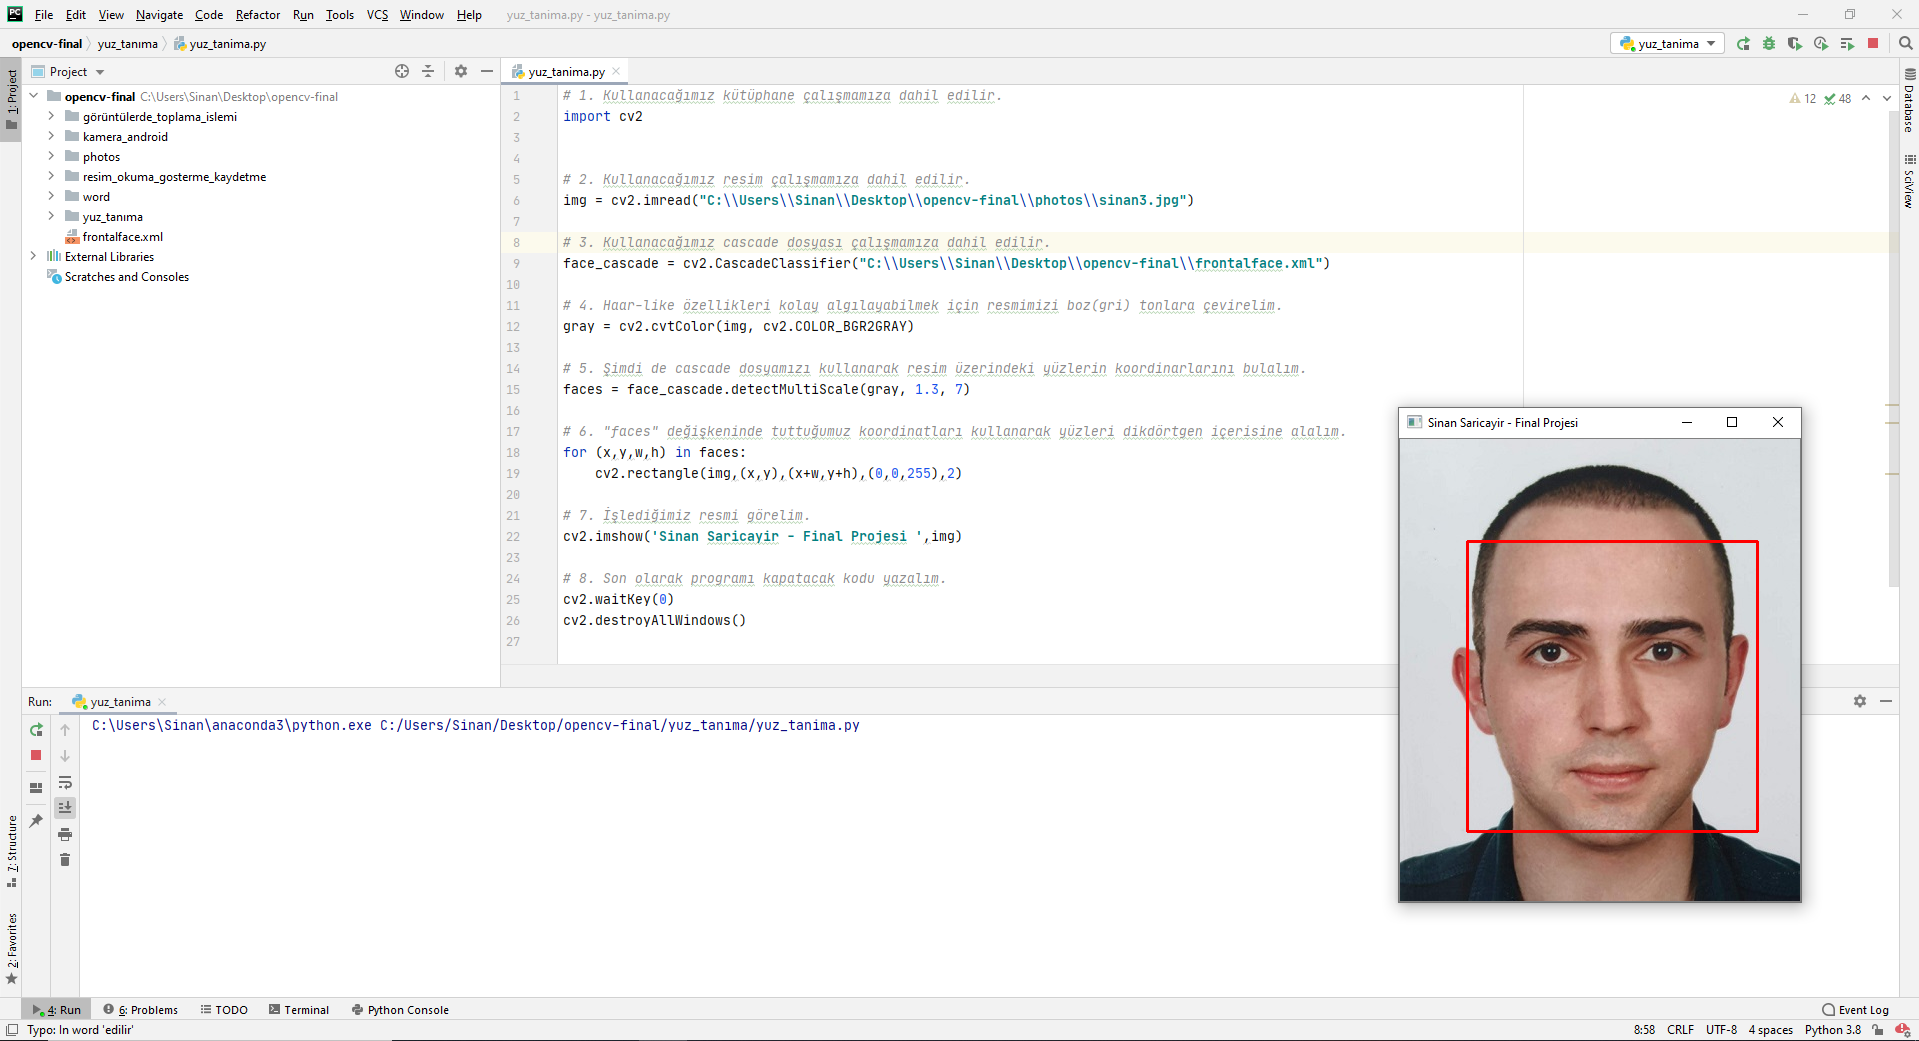 File Edit View Navigate Code Refactor Run Tools VCS Window Help yuz_tanima.py - yuz_tanima.py
opencv-final yuz_tanıma yuz_tanima.py yuz_tanima
1: Project
Project
opencv-final C:\Users\Sinan\Desktop\opencv-final
görüntülerde_toplama_islemi
kamera_android
photos
resim_okuma_gosterme_kaydetme
word
yuz_tanıma
frontalface.xml
External Libraries
Scratches and Consoles
yuz_tanima.py
12 48
1 # 1. Kullanacağımız kütüphane çalışmamıza dahil edilir.
2 import cv2
3
4
5 # 2. Kullanacağımız resim çalışmamıza dahil edilir.
6 img = cv2.imread("C:\\Users\\Sinan\\Desktop\\opencv-final\\photos\\sinan3.jpg")
7
8 # 3. Kullanacağımız cascade dosyası çalışmamıza dahil edilir.
9 face_cascade = cv2.CascadeClassifier("C:\\Users\\Sinan\\Desktop\\opencv-final\\frontalface.xml")
10
11 # 4. Haar-like özellikleri kolay algılayabilmek için resmimizi boz(gri) tonlara çevirelim.
12 gray = cv2.cvtColor(img, cv2.COLOR_BGR2GRAY)
13
14 # 5. Şimdi de cascade dosyamızı kullanarak resim üzerindeki yüzlerin koordinarlarını bulalım.
15 faces = face_cascade.detectMultiScale(gray, 1.3, 7)
16
17 # 6. "faces" değişkeninde tuttuğumuz koordinatları kullanarak yüzleri dikdörtgen içerisine alalım.
18 for (x,y,w,h) in faces:
19 cv2.rectangle(img,(x,y),(x+w,y+h),(0,0,255),2)
20
21 # 7. İşlediğimiz resmi görelim.
22 cv2.imshow('Sinan Saricayir - Final Projesi ',img)
23
24 # 8. Son olarak programı kapatacak kodu yazalım.
25 cv2.waitKey(0)
26 cv2.destroyAllWindows()
27
Database
SciView
Sinan Saricayir - Final Projesi
Run: yuz_tanima
C:\Users\Sinan\anaconda3\python.exe C:/Users/Sinan/Desktop/opencv-final/yuz_tanıma/yuz_tanima.py
7: Structure
2: Favorites
4: Run 6: Problems TODO Terminal Python Console Event Log
Typo: In word 'edilir' 8:58 CRLF UTF-8 4 spaces Python 3.8